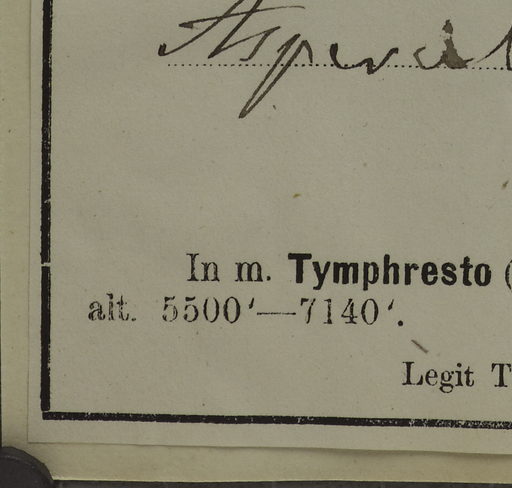 In m. Tymphresto (
alt. 5500'—7140'.
Legit T